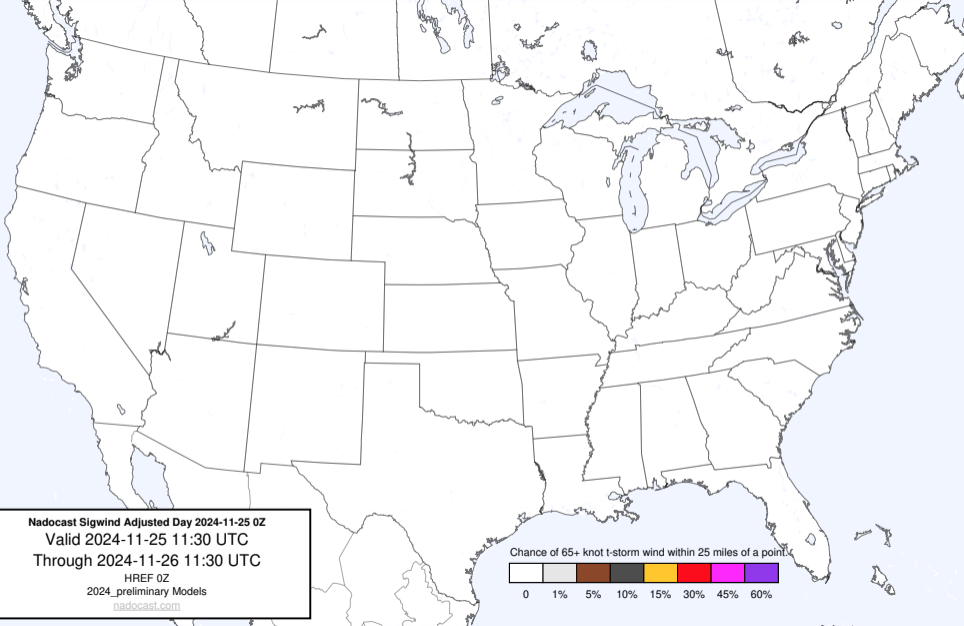 Nadocast Sigwind Adjusted Day 2024-11-25 0Z
Valid 2024-11-25 11:30 UTC
Through 2024-11-26 11:30 UTC
HREF 0Z
2024_preliminary Models
nadocast.com
Chance of 65+ knot t-storm wind within 25 miles of a point.
0 1% 5% 10% 15% 30% 45% 60%